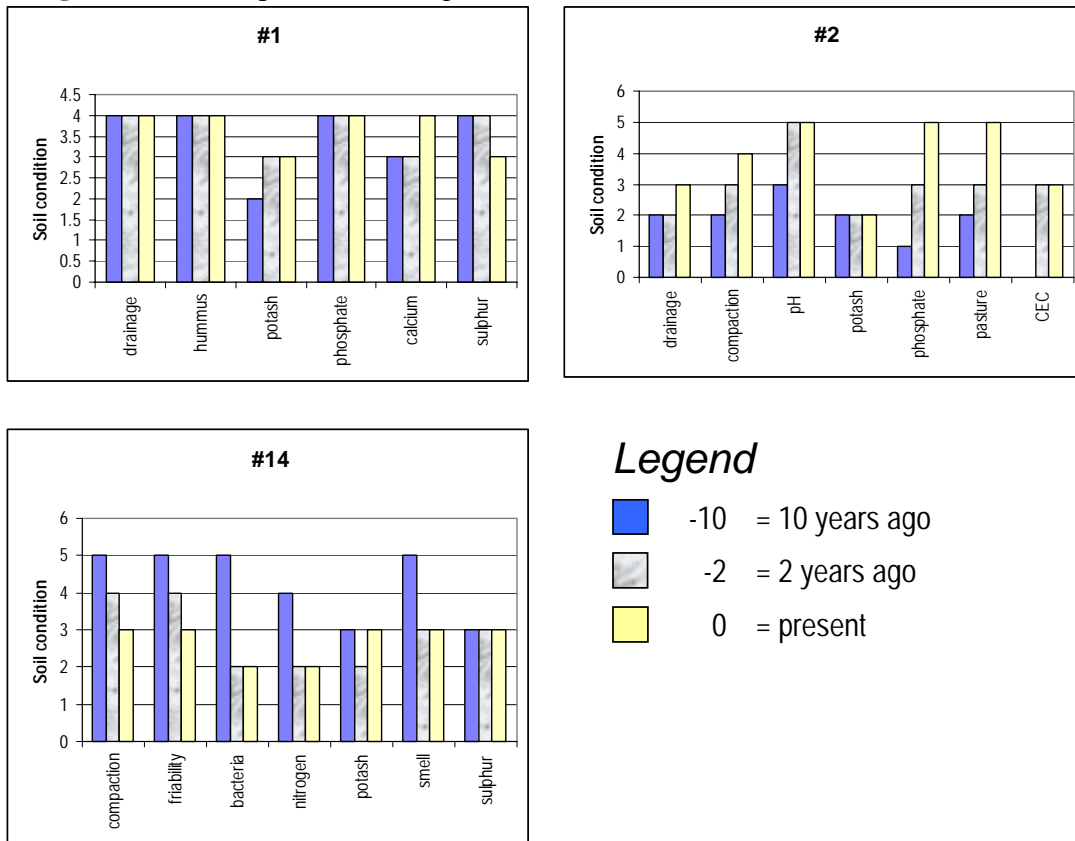 #1
Soil condition
4.5
4
3.5
3
2.5
2
1.5
1
0.5
0
drainage
hummus
potash
phosphate
calcium
sulphur
#2
Soil condition
6
5
4
3
2
1
0
drainage
compaction
pH
potash
phosphate
pasture
CEC
#14
Soil condition
6
5
4
3
2
1
0
compaction
friability
bacteria
nitrogen
potash
smell
sulphur
Legend
-10 = 10 years ago
-2 = 2 years ago
0 = present